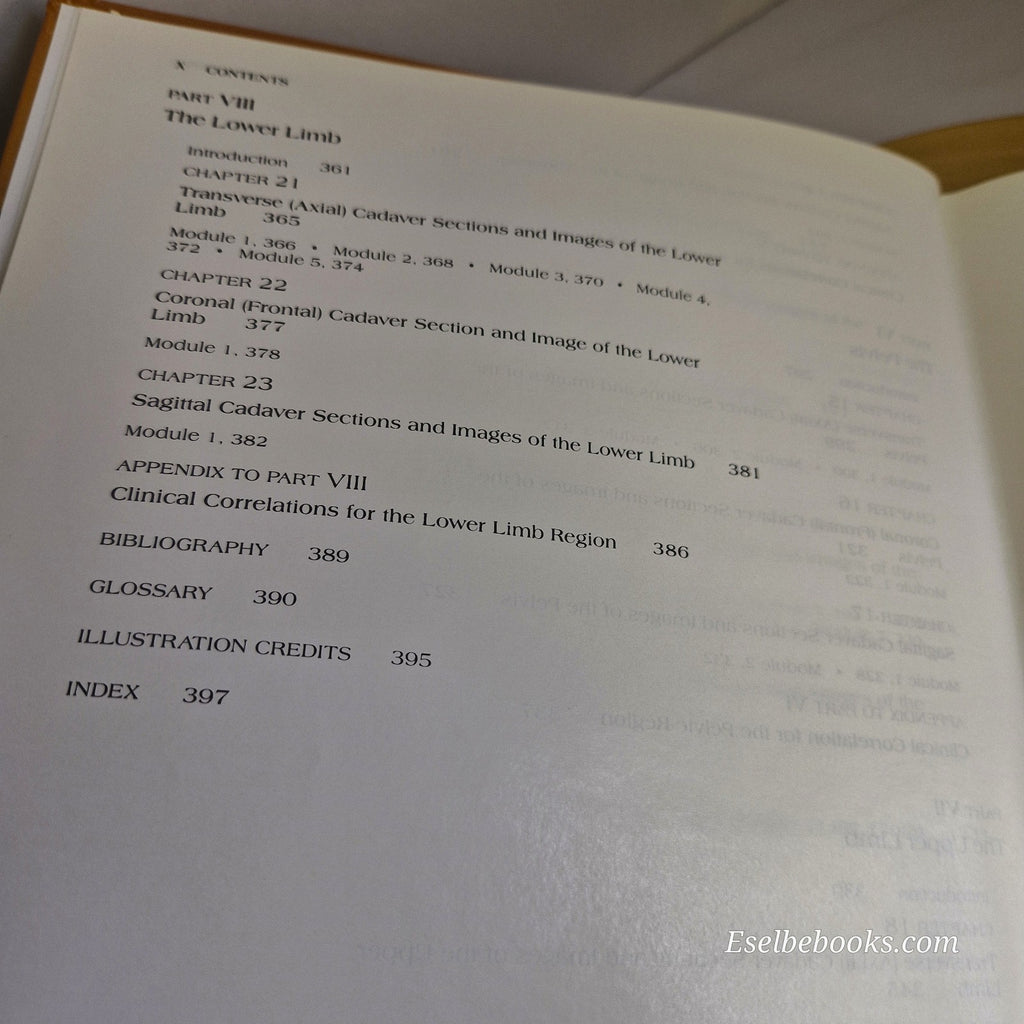 X CONTENTS
PART VIII
The Lower Limb
Introduction 361
CHAPTER 21
Transverse (Axial) Cadaver Sections and Images of the Lower
Limb 365
Module 1, 366 • Module 2, 368 • Module 3, 370 • Module 4,
372 • Module 5, 374
CHAPTER 22
Coronal (Frontal) Cadaver Section and Image of the Lower
Limb 377
Module 1, 378
CHAPTER 23
Sagittal Cadaver Sections and Images of the Lower Limb 381
Module 1, 382
APPENDIX TO PART VIII
Clinical Correlations for the Lower Limb Region 386
BIBLIOGRAPHY 389
GLOSSARY 390
ILLUSTRATION CREDITS 395
INDEX 397
Eselbebooks.com